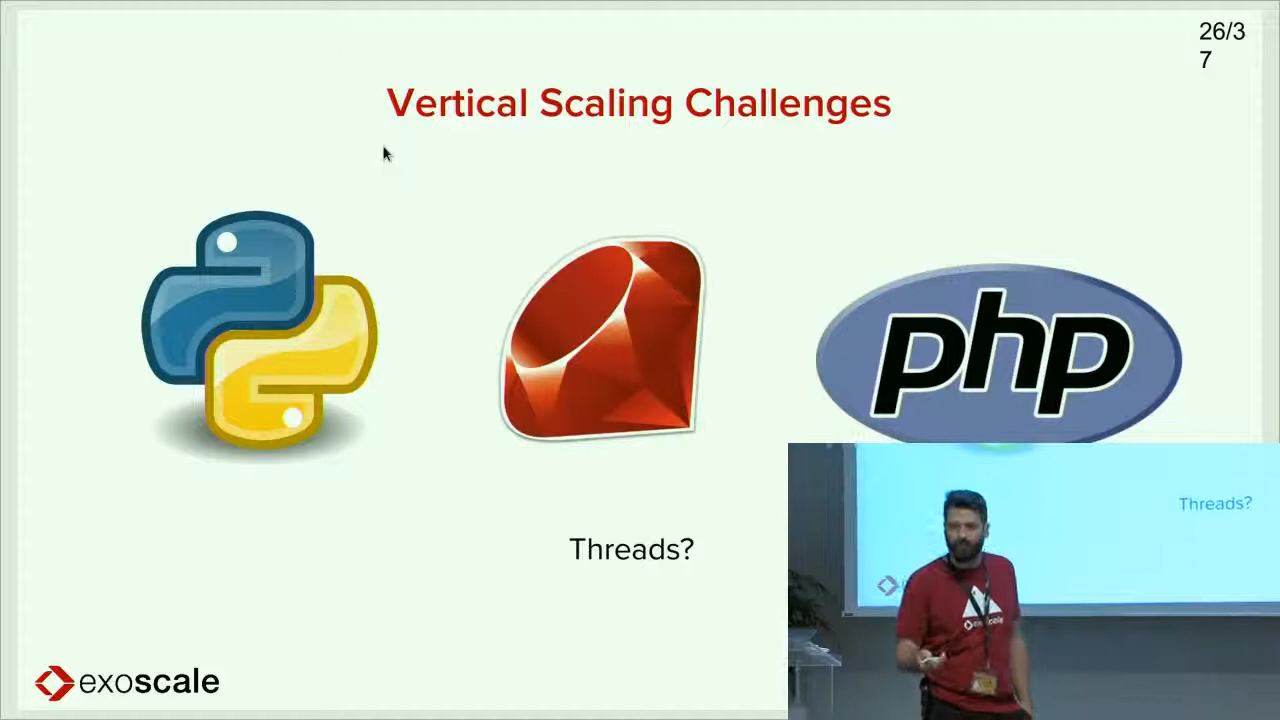 26/3
7
Vertical Scaling Challenges
php
Threads?
Threads?
exoscale
exoscale